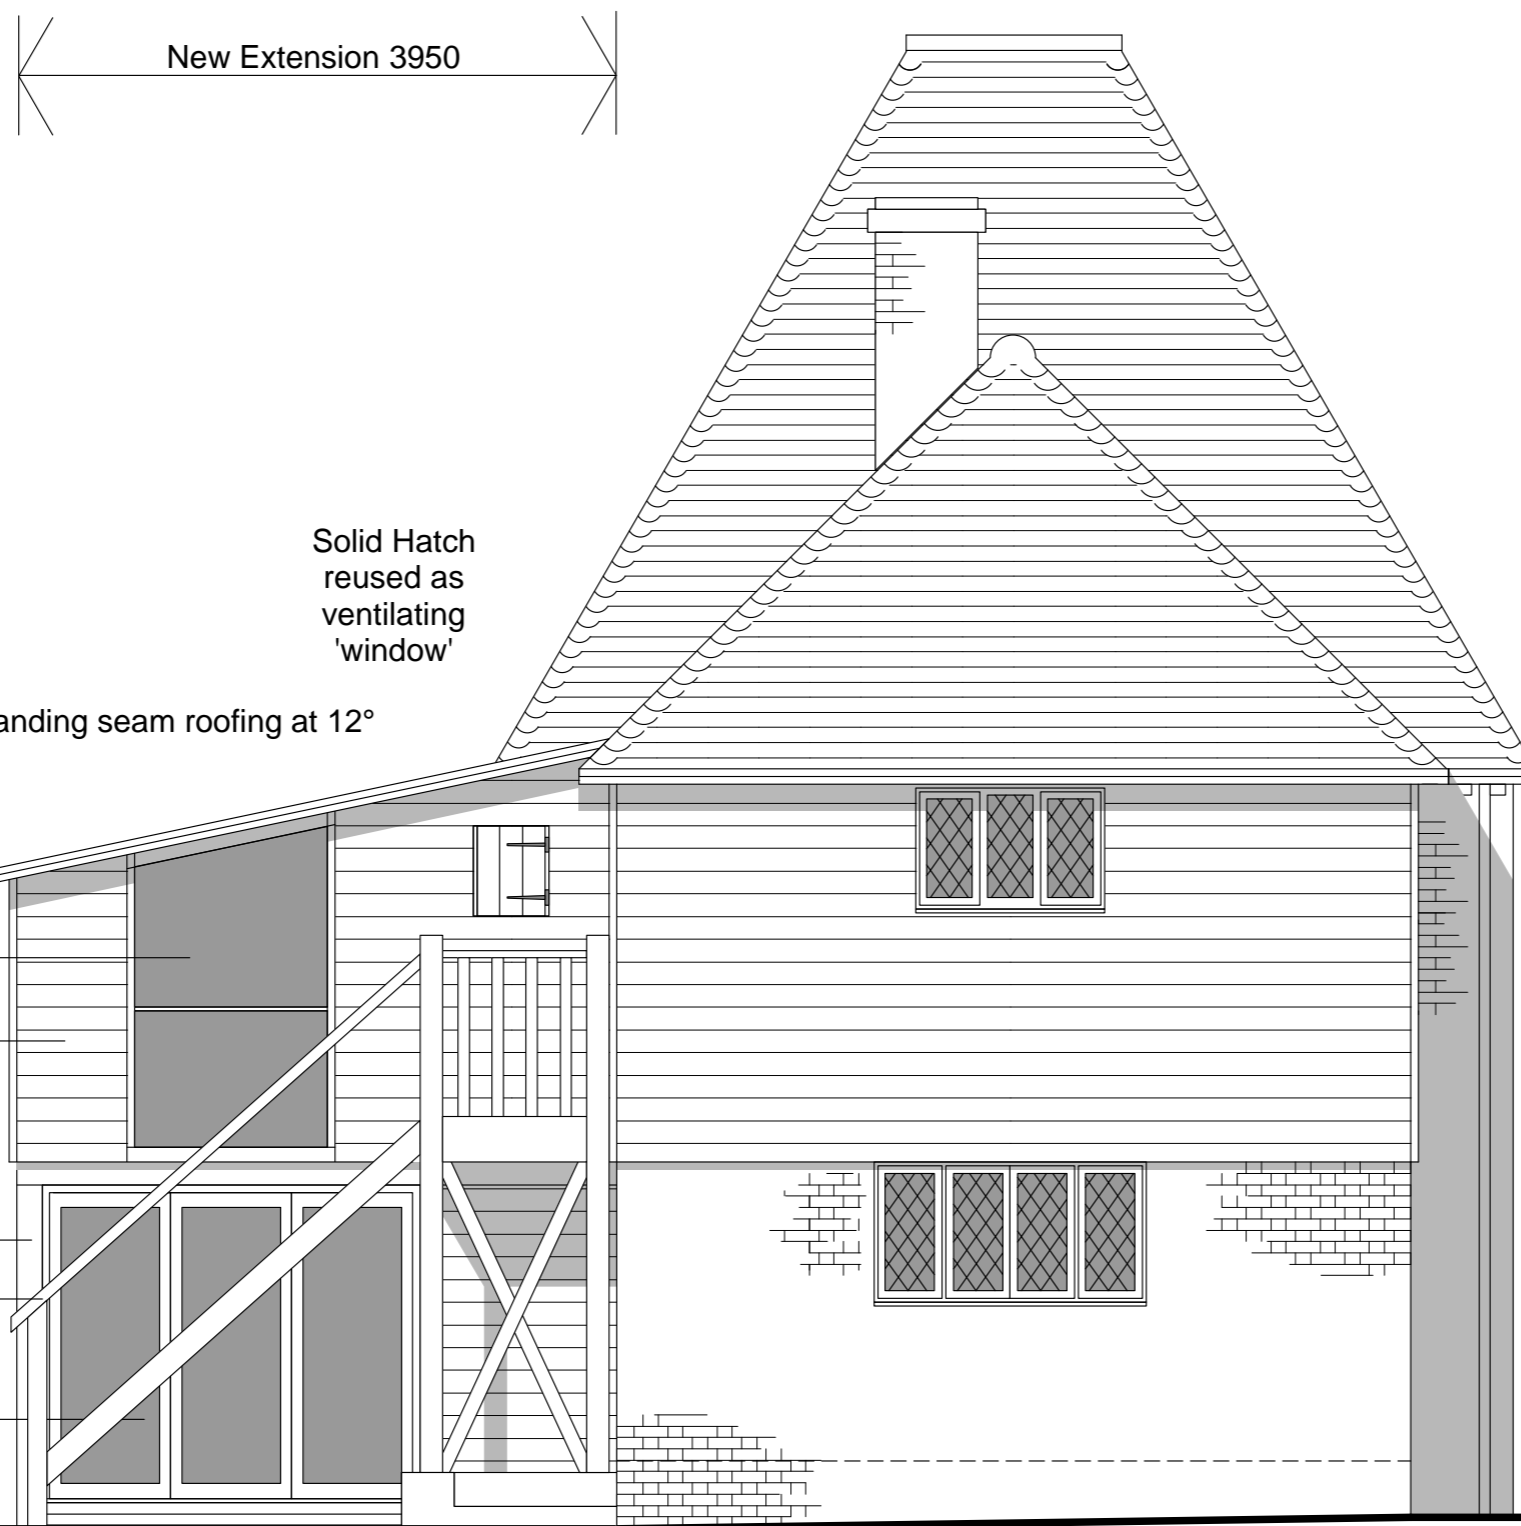 New Extension 3950
Solid Hatch
reused as
ventilating
'window'
anding seam roofing at 12°